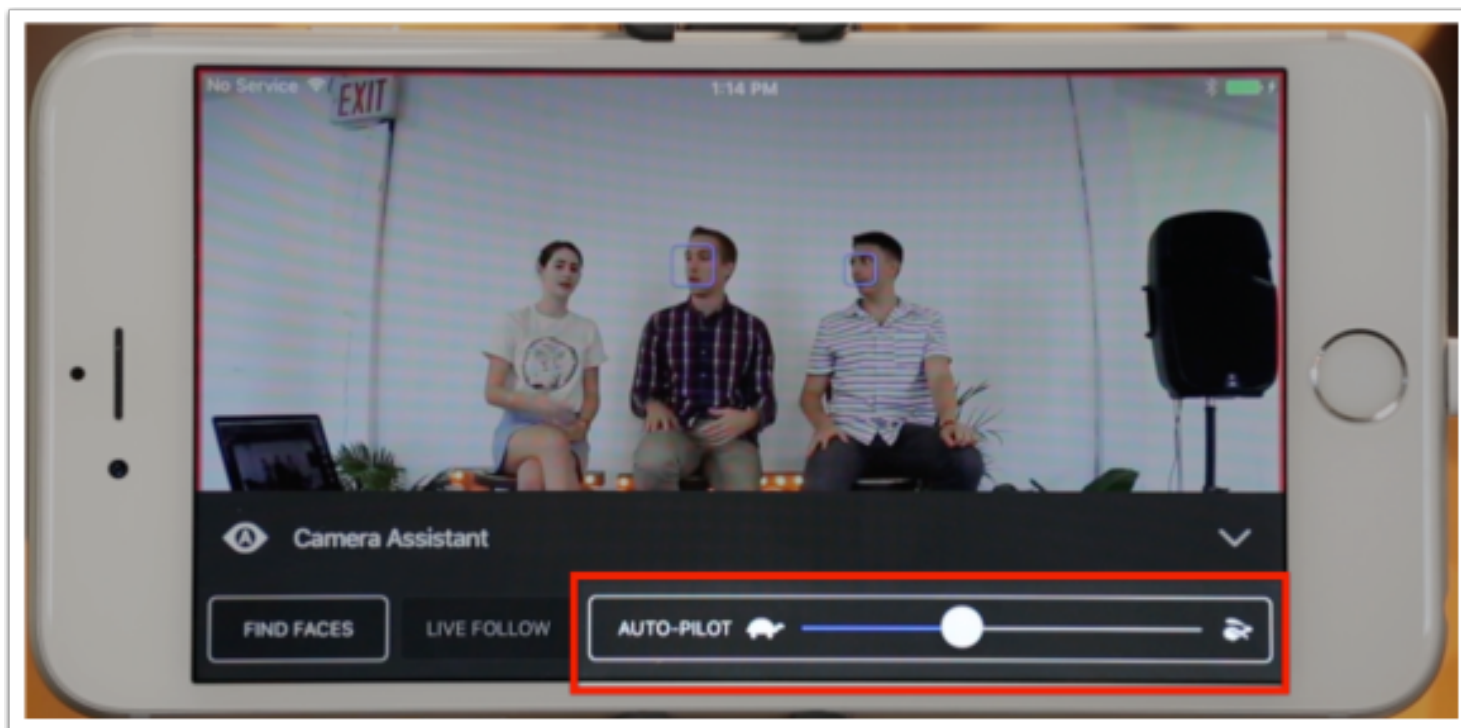 No Service
1:14 PM
EXIT
Camera Assistant
FIND FACES
LIVE FOLLOW
AUTO-PILOT